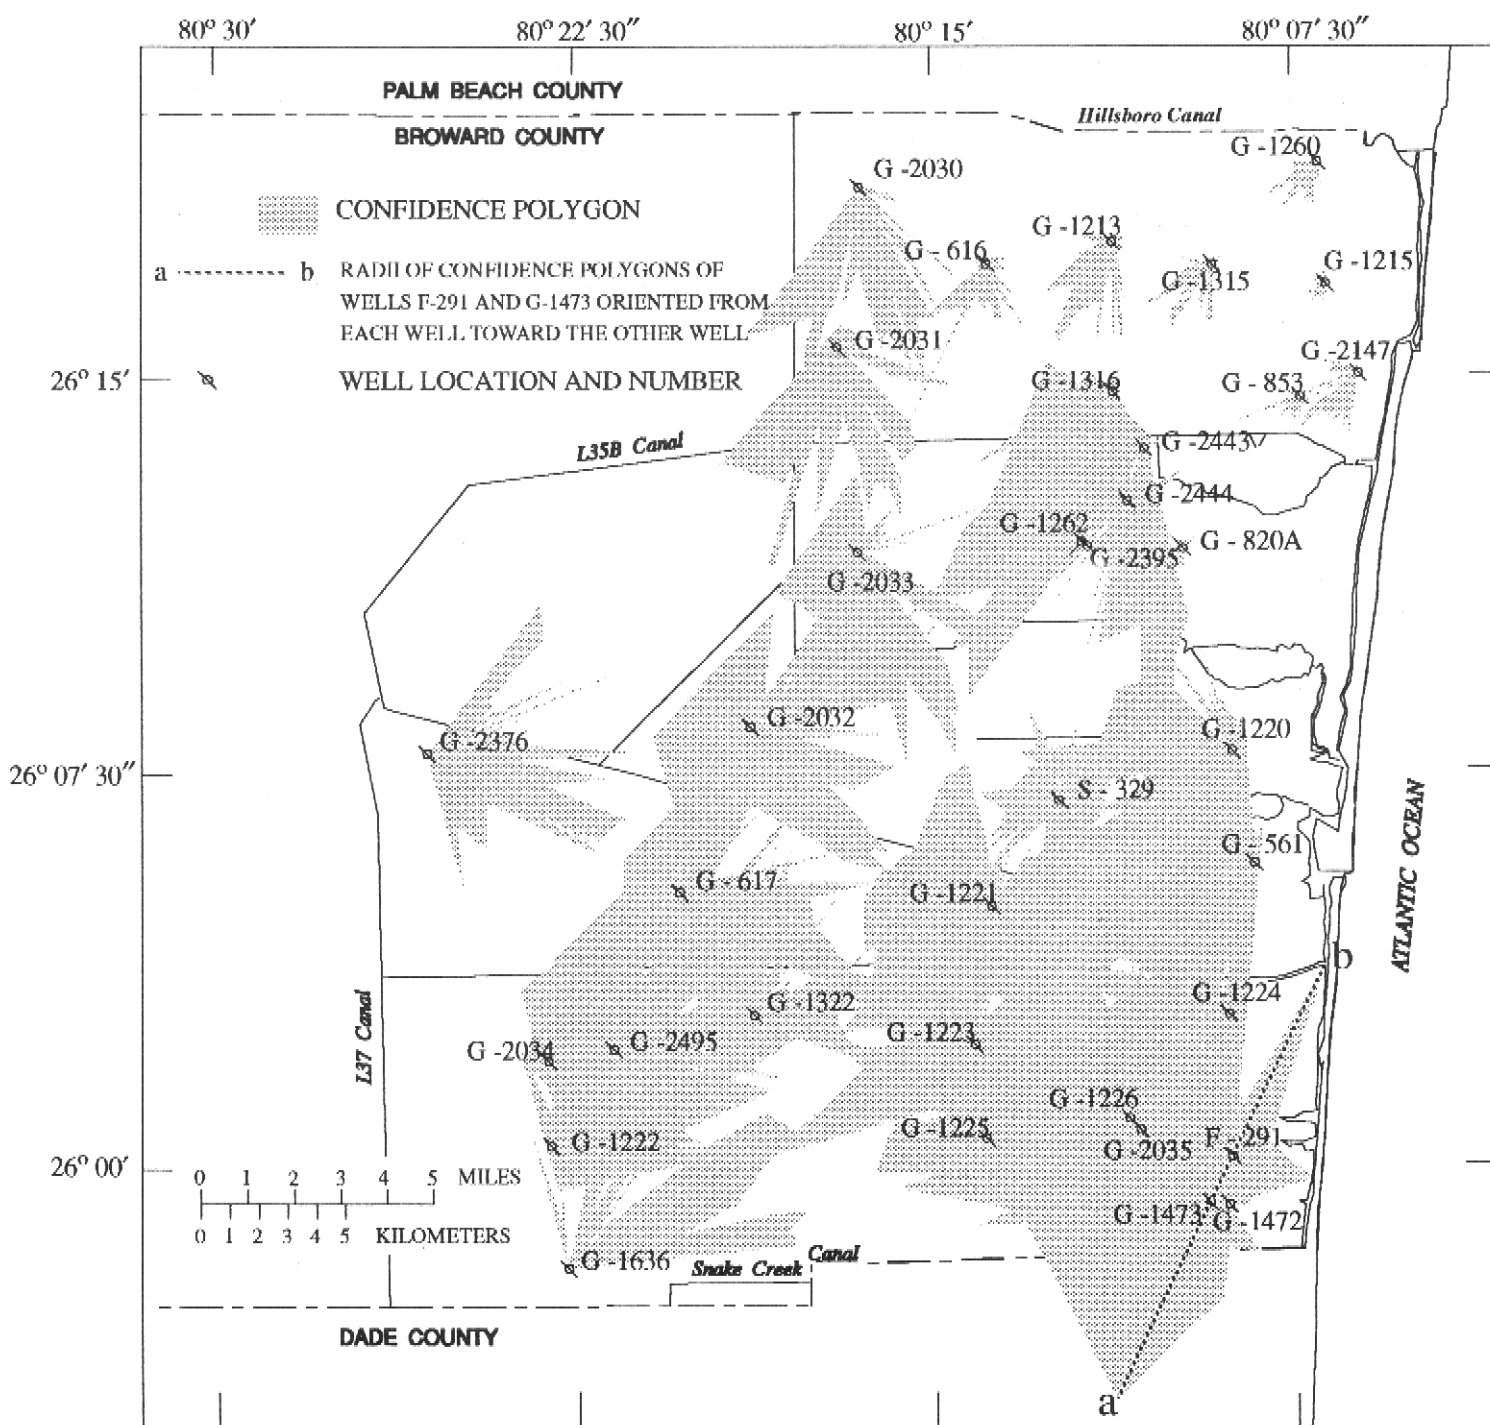 80° 30′ 80° 22′ 30″ 80° 15′ 80° 07′ 30″
PALM BEACH COUNTY
BROWARD COUNTY
Hillsboro Canal
G -1260
G -2030
CONFIDENCE POLYGON
G -1213
G - 616
G -1315
G -1215
a b RADII OF CONFIDENCE POLYGONS OF
WELLS F-291 AND G-1473 ORIENTED FROM
EACH WELL TOWARD THE OTHER WELL
G -2031
G -2147
26° 15′
WELL LOCATION AND NUMBER
G -1316
G - 853
L35B Canal
G -2443
G -2444
G -1262
G -2395
G - 820A
G -2033
G -2032
G -1220
G -2376
26° 07′ 30″
S - 329
G - 561
ATLANTIC OCEAN
G - 617
G -1221
b
G -1224
G -1322
L37 Canal
G -2034
G -2495
G -1223
G -1226
G -1222
G -1225
G -2035
F - 291
26° 00′
0 1 2 3 4 5 MILES
0 1 2 3 4 5 KILOMETERS
G -1473
G -1472
G -1636
Snake Creek Canal
DADE COUNTY
a